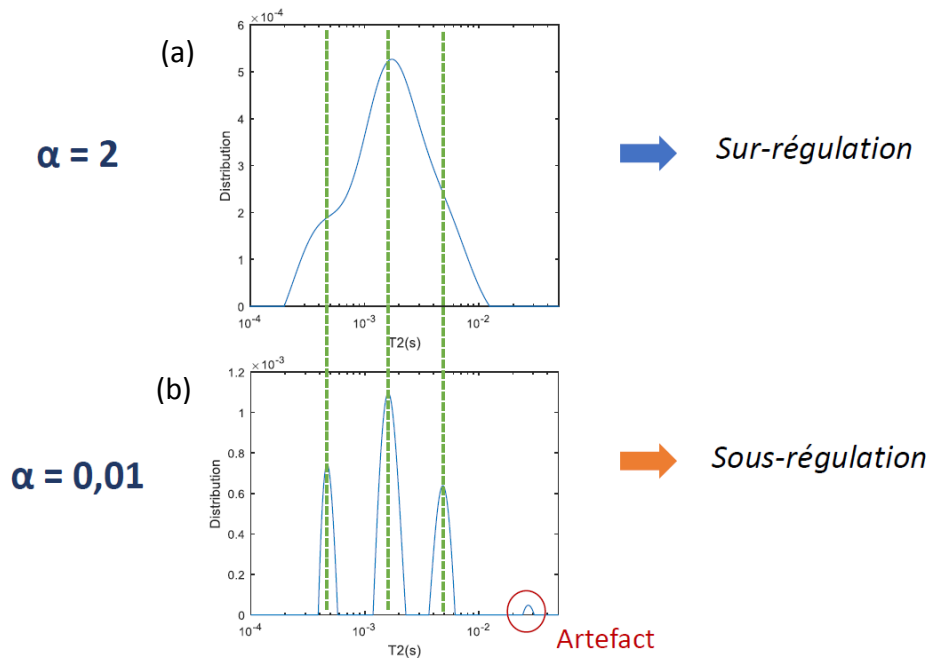 (a)
×10⁻⁴
6
5
4
3
2
1
0
Distribution
10⁻⁴
10⁻³
10⁻²
T2(s)
α = 2
Sur-régulation
(b)
×10⁻³
1.2
1
0.8
0.6
0.4
0.2
0
Distribution
10⁻⁴
10⁻³
10⁻²
T2(s)
α = 0,01
Sous-régulation
Artefact